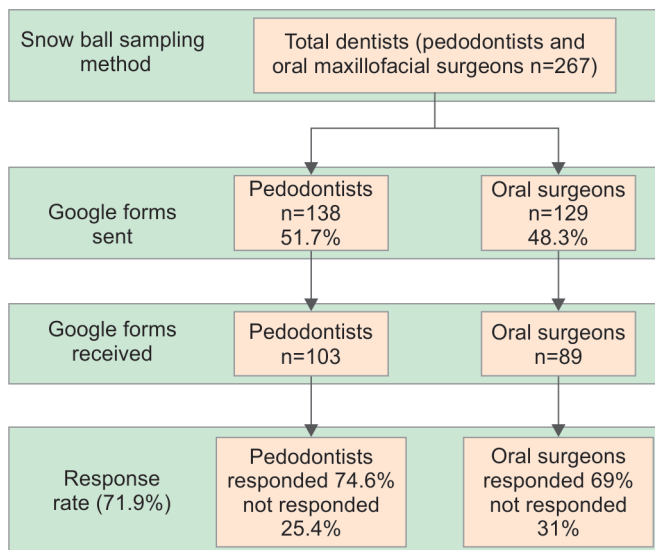 Snow ball sampling
method
Total dentists (pedodontists and
oral maxillofacial surgeons n=267)
Google forms
sent
Pedodontists
n=138
51.7%
Oral surgeons
n=129
48.3%
Google forms
received
Pedodontists
n=103
Oral surgeons
n=89
Response
rate (71.9%)
Pedodontists
responded 74.6%
not responded
25.4%
Oral surgeons
responded 69%
not responded
31%